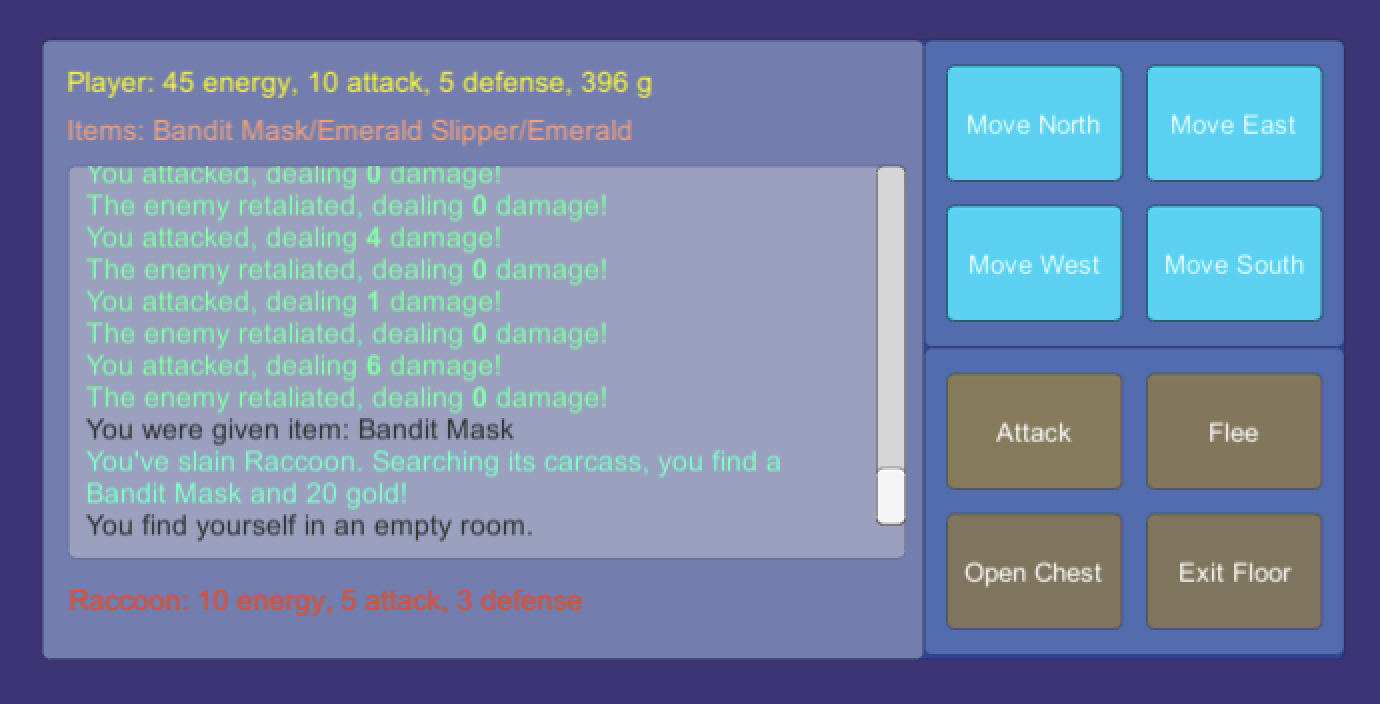 Player: 45 energy, 10 attack, 5 defense, 396 g
Items: Bandit Mask/Emerald Slipper/Emerald
You attacked, dealing 0 damage!
The enemy retaliated, dealing 0 damage!
You attacked, dealing 4 damage!
The enemy retaliated, dealing 0 damage!
You attacked, dealing 1 damage!
The enemy retaliated, dealing 0 damage!
You attacked, dealing 6 damage!
The enemy retaliated, dealing 0 damage!
You were given item: Bandit Mask
You've slain Raccoon. Searching its carcass, you find a
Bandit Mask and 20 gold!
You find yourself in an empty room.
Raccoon: 10 energy, 5 attack, 3 defense
Move North
Move East
Move West
Move South
Attack
Flee
Open Chest
Exit Floor